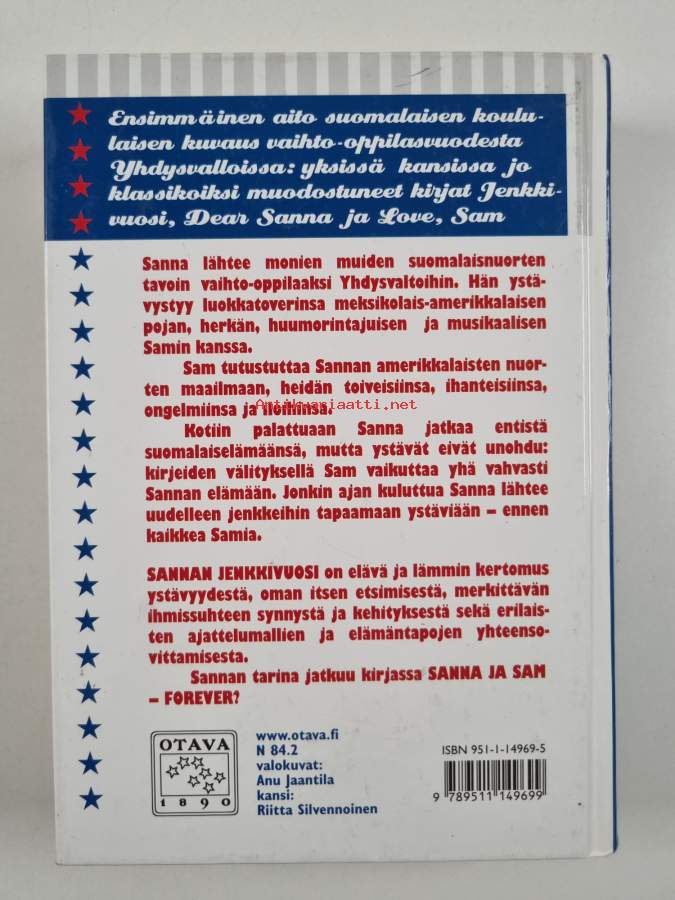 Ensimmäinen aito suomalaisen koulu-
laisen kuvaus vaihto-oppilasvuodesta
Yhdysvalloissa: yksissä kansissa jo
klassikoiksi muodostuneet kirjat Jenkki-
vuosi, Dear Sanna ja Love, Sam
Sanna lähtee monien muiden suomalaisnuorten
tavoin vaihto-oppilaaksi Yhdysvaltoihin. Hän ystä-
vystyy luokkatoverinsa meksikolais-amerikkalaisen
pojan, herkän, huumorintajuisen ja musikaalisen
Samin kanssa.
Sam tutustuttaa Sannan amerikkalaisten nuor-
ten maailmaan, heidän toiveisiinsa, ihanteisiinsa,
ongelmiinsa ja iloihinsa.
Antikvariaatti.net
Kotiin palattuaan Sanna jatkaa entistä
suomalaiselämäänsä, mutta ystävät eivät unohdu:
kirjeiden välityksellä Sam vaikuttaa yhä vahvasti
Sannan elämään. Jonkin ajan kuluttua Sanna lähtee
uudelleen jenkkeihin tapaamaan ystäviään – ennen
kaikkea Samia.
SANNAN JENKKIVUOSI on elävä ja lämmin kertomus
ystävyydestä, oman itsen etsimisestä, merkittävän
ihmissuhteen synnystä ja kehityksestä sekä erilais-
ten ajattelumallien ja elämäntapojen yhteenso-
vittamisesta.
Sannan tarina jatkuu kirjassa SANNA JA SAM
– FOREVER?
OTAVA
1890
www.otava.fi
N 84.2
valokuvat:
Anu Jaantila
kansi:
Riitta Silvennoinen
ISBN 951-1-14969-5
9 789511 149699